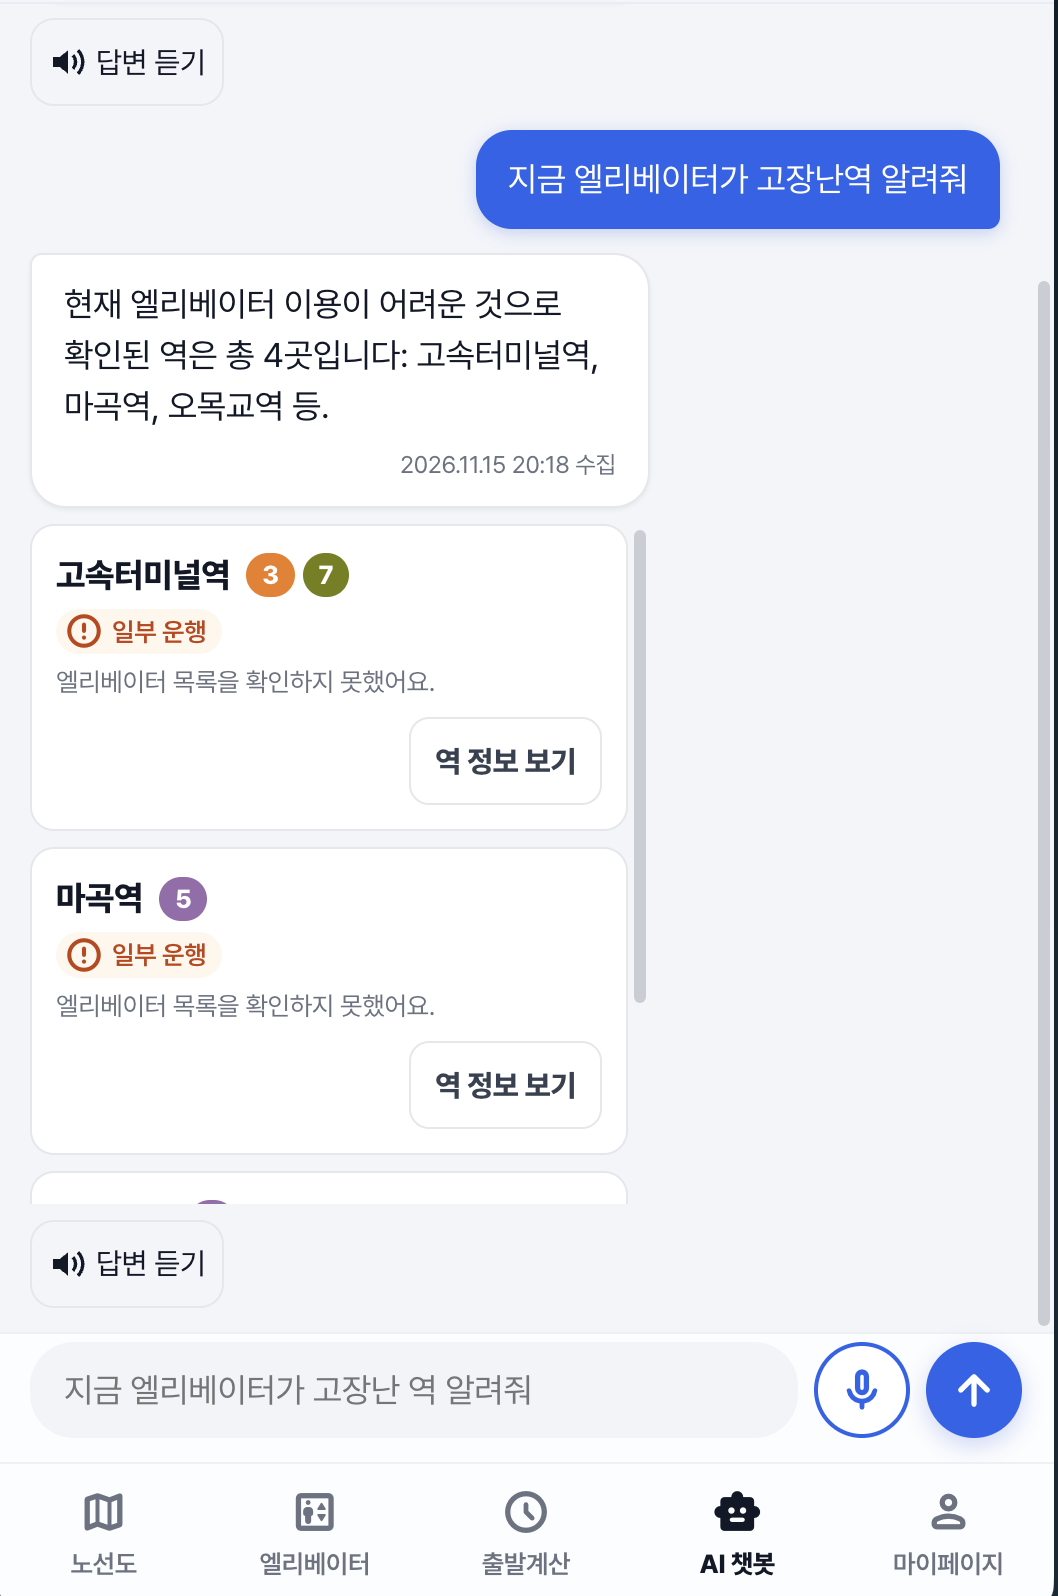 답변 듣기
지금 엘리베이터가 고장난역 알려줘
현재 엘리베이터 이용이 어려운 것으로
확인된 역은 총 4곳입니다: 고속터미널역,
마곡역, 오목교역 등.
2026.11.15 20:18 수집
고속터미널역 3 7
일부 운행
엘리베이터 목록을 확인하지 못했어요.
역 정보 보기
마곡역 5
일부 운행
엘리베이터 목록을 확인하지 못했어요.
역 정보 보기
답변 듣기
지금 엘리베이터가 고장난 역 알려줘
노선도 엘리베이터 출발계산 AI 챗봇 마이페이지